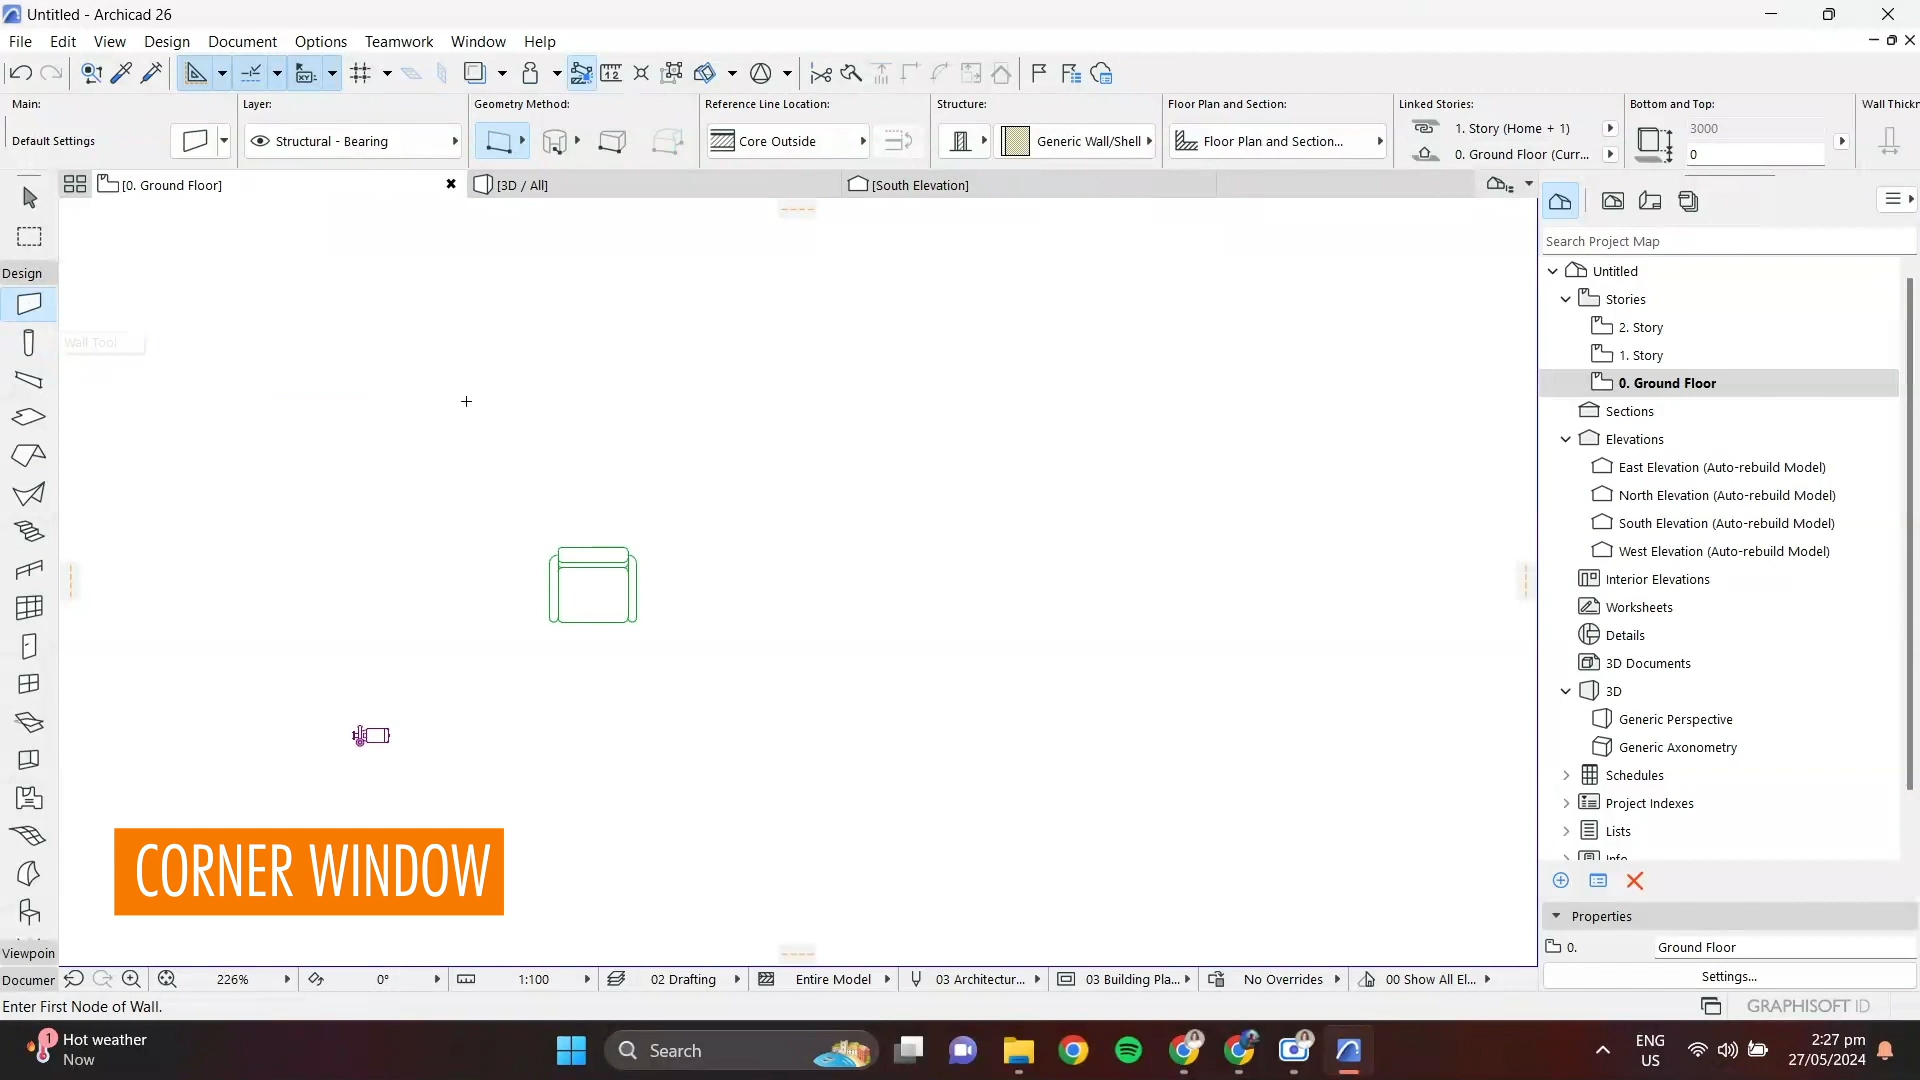 Untitled - Archicad 26
File Edit View Design Document Options Teamwork Window Help
Main: Layer: Geometry Method: Reference Line Location: Structure: Floor Plan and Section: Linked Stories: Bottom and Top: Wall Thickn
Default Settings Structural - Bearing Core Outside Generic Wall/Shell Floor Plan and Section...
1. Story (Home + 1) 3000
0. Ground Floor (Curr... 0
[0. Ground Floor] [3D / All] [South Elevation]
Design
Wall Tool
Search Project Map
Untitled
Stories
2. Story
1. Story
0. Ground Floor
Sections
Elevations
East Elevation (Auto-rebuild Model)
North Elevation (Auto-rebuild Model)
South Elevation (Auto-rebuild Model)
West Elevation (Auto-rebuild Model)
Interior Elevations
Worksheets
Details
3D Documents
3D
Generic Perspective
Generic Axonometry
Schedules
Project Indexes
Lists
Info
CORNER WINDOW
Properties
0. Ground Floor
Settings...
Viewpoin
Documer 226% 0° 1:100 02 Drafting Entire Model 03 Architectur... 03 Building Pla... No Overrides 00 Show All El...
Enter First Node of Wall.
GRAPHISOFT ID
1 Hot weather
Now
Search
ENG
US
2:27 pm
27/05/2024